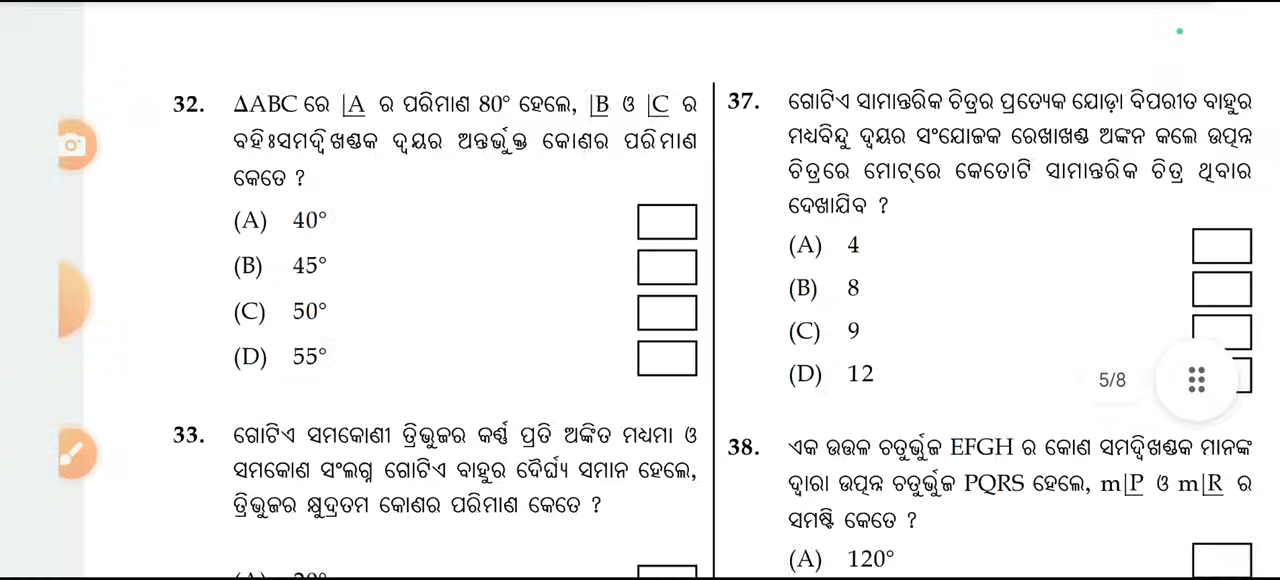 32. ΔABC ରେ |A ର ପରିମାଣ 80° ହେଲେ, |B ଓ |C ର
ବହିଃସମଦ୍ବିଖଣ୍ଡକ ଦ୍ଵୟର ଅନ୍ତର୍ଭୁକ୍ତ କୋଣର ପରିମାଣ
କେତେ ?
(A) 40°
(B) 45°
(C) 50°
(D) 55°
33. ଗୋଟିଏ ସମକୋଣୀ ତ୍ରିଭୁଜର କର୍ଣ୍ଣ ପ୍ରତି ଅଙ୍କିତ ମଧ୍ୟମା ଓ
ସମକୋଣ ସଂଲଗ୍ନ ଗୋଟିଏ ବାହୁର ଦୈର୍ଘ୍ୟ ସମାନ ହେଲେ,
ତ୍ରିଭୁଜର କ୍ଷୁଦ୍ରତମ କୋଣର ପରିମାଣ କେତେ ?
37. ଗୋଟିଏ ସାମାନ୍ତରିକ ଚିତ୍ରର ପ୍ରତ୍ୟେକ ଯୋଡ଼ା ବିପରୀତ ବାହୁର
ମଧ୍ୟବିନ୍ଦୁ ଦ୍ଵୟର ସଂଯୋଜକ ରେଖାଖଣ୍ଡ ଅଙ୍କନ କଲେ ଉତ୍ପନ୍ନ
ଚିତ୍ରରେ ମୋଟ୍‌ରେ କେତୋଟି ସାମାନ୍ତରିକ ଚିତ୍ର ଥିବାର
ଦେଖାଯିବ ?
(A) 4
(B) 8
(C) 9
(D) 12
5/8
38. ଏକ ଉତ୍ତଳ ଚତୁର୍ଭୁଜ EFGH ର କୋଣ ସମଦ୍ବିଖଣ୍ଡକ ମାନଙ୍କ
ଦ୍ଵାରା ଉତ୍ପନ୍ନ ଚତୁର୍ଭୁଜ PQRS ହେଲେ, m|P ଓ m|R ର
ସମଷ୍ଟି କେତେ ?
(A) 120°